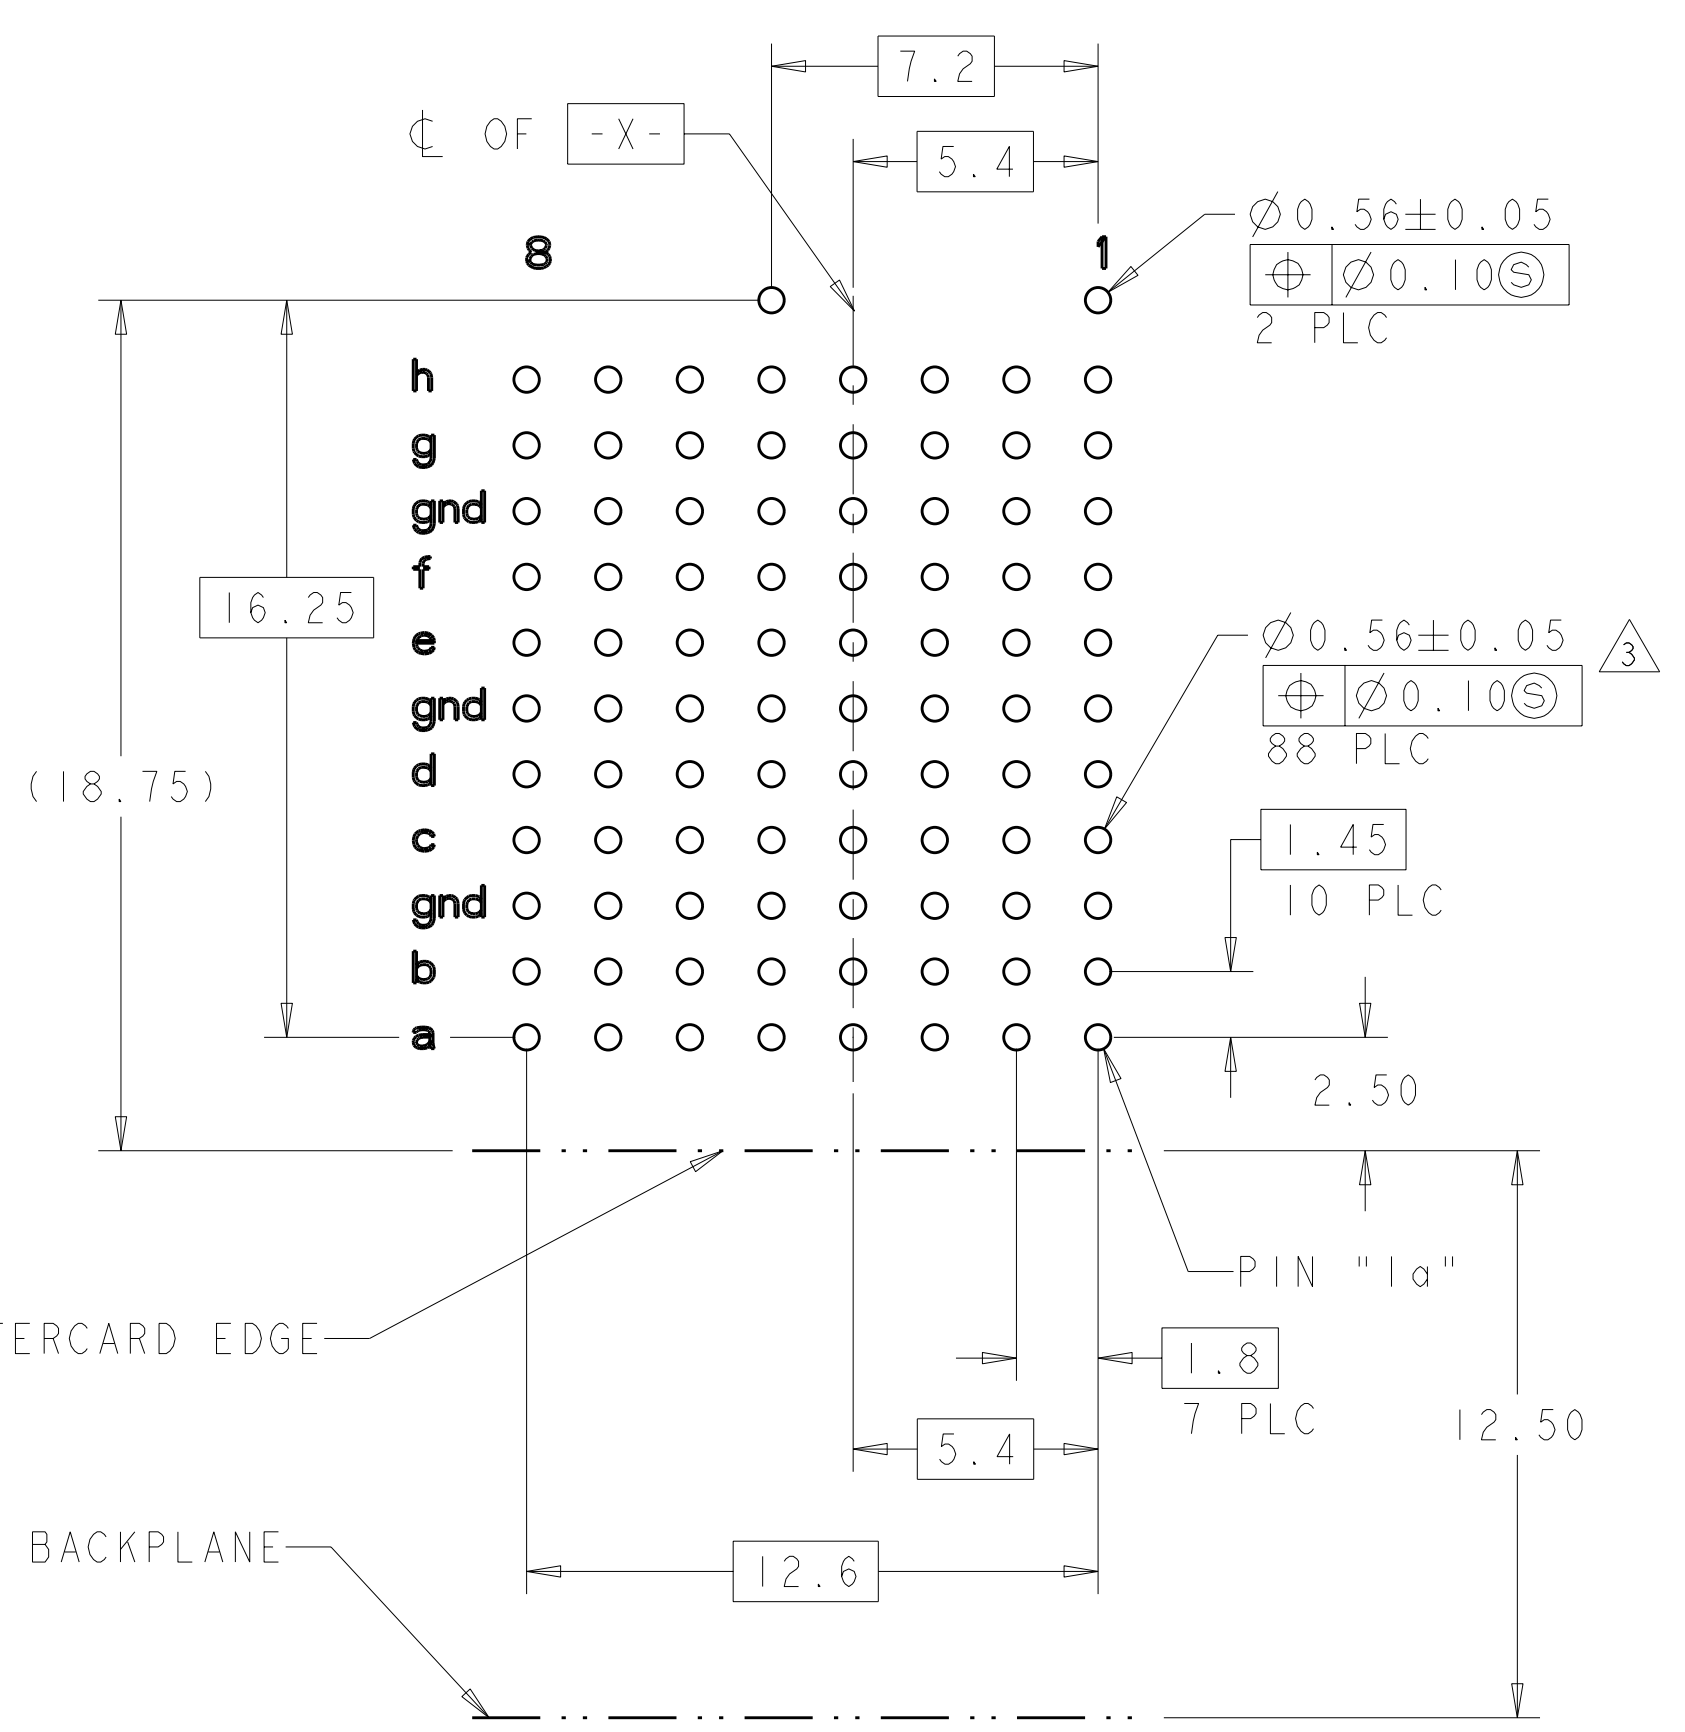 7.2
℄ OF -X-
5.4
Ø0.56±0.05
8
1
⌖ Ø0.10Ⓢ
2 PLC
h
g
gnd
f
16.25
e
Ø0.56±0.05 3
⌖ Ø0.10Ⓢ
gnd
88 PLC
d
(18.75)
c
1.45
10 PLC
gnd
b
a
2.50
PIN "1a"
TERCARD EDGE
1.8
7 PLC
12.50
5.4
BACKPLANE
12.6